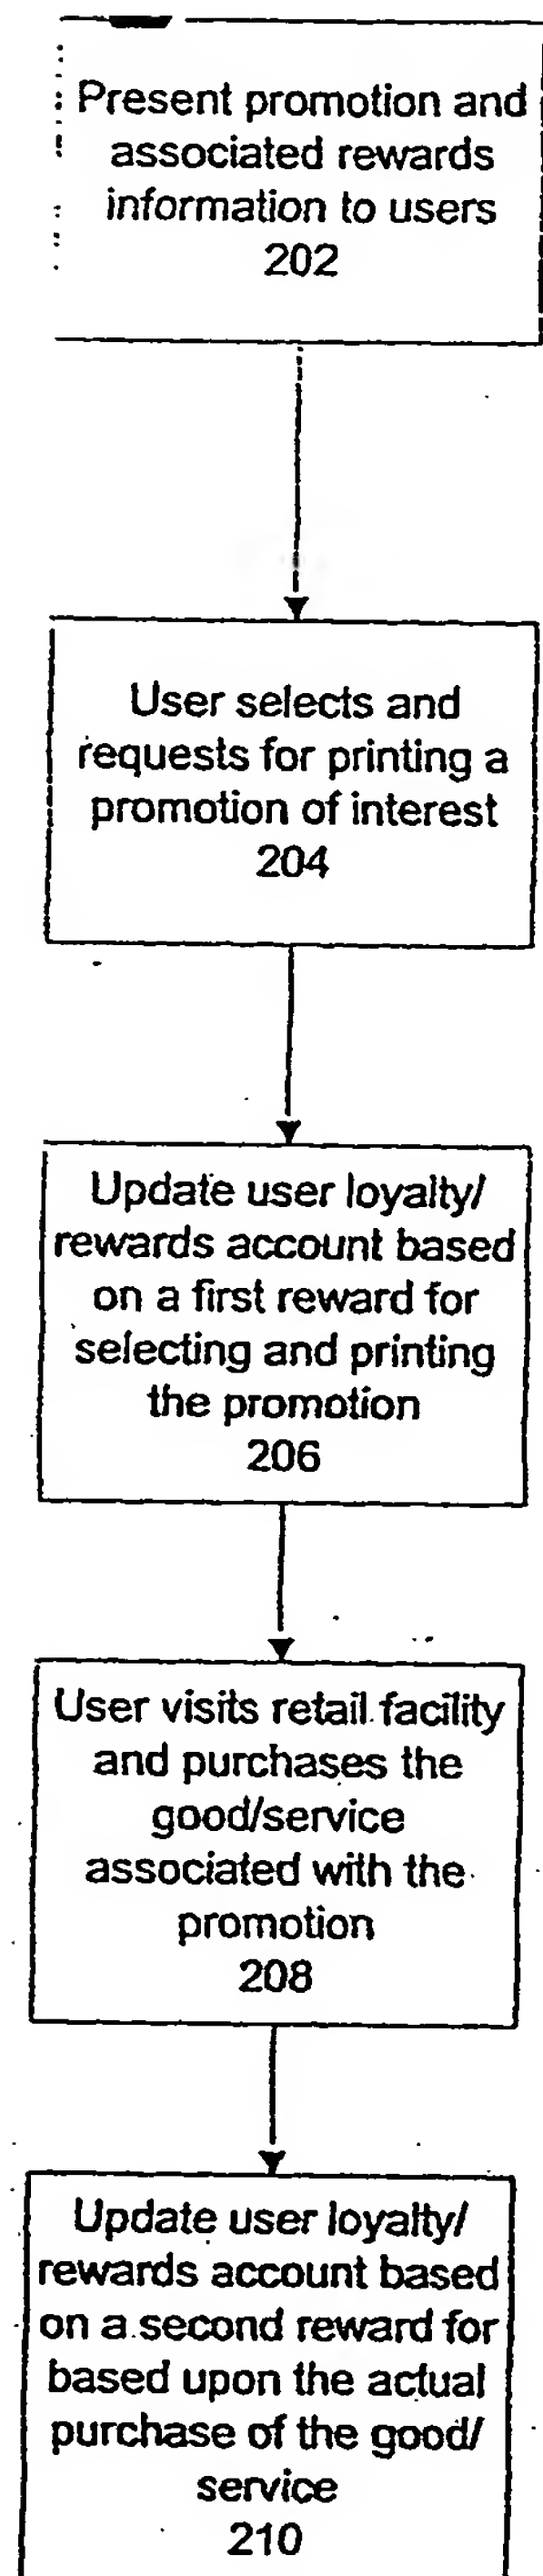 Present promotion and
associated rewards
information to users
202
User selects and
requests for printing a
promotion of interest
204
Update user loyalty/
rewards account based
on a first reward for
selecting and printing
the promotion
206
User visits retail facility
and purchases the
good/service
associated with the
promotion
208
Update user loyalty/
rewards account based
on a second reward for
based upon the actual
purchase of the good/
service
210